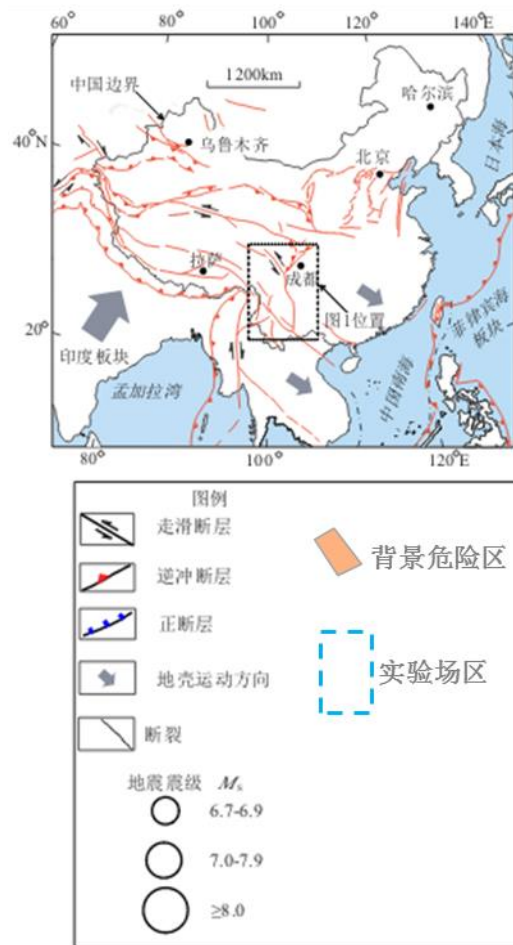 60° 80° 100° 120° 140°E
1200km
中国边界
哈尔滨
40°N
乌鲁木齐
北京
日本海
拉萨
成都
图1位置
20°
印度板块
菲律宾海板块
孟加拉湾
中国南海
80° 100° 120°E
图例
走滑断层
背景危险区
逆冲断层
正断层
实验场区
地壳运动方向
断裂
地震震级 Ms
6.7-6.9
7.0-7.9
≥8.0